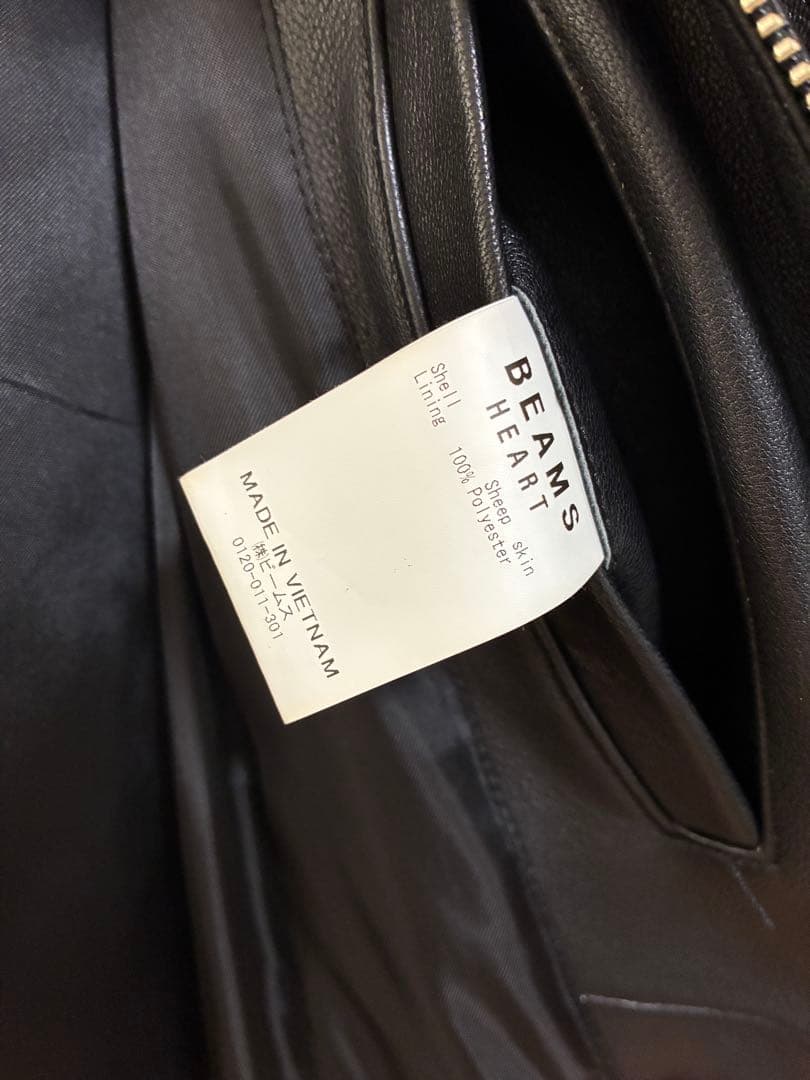 BEAMS
HEART
Shell Sheep skin
Lining 100% Polyester
MADE IN VIETNAM
㈱ビームス
0120-011-301